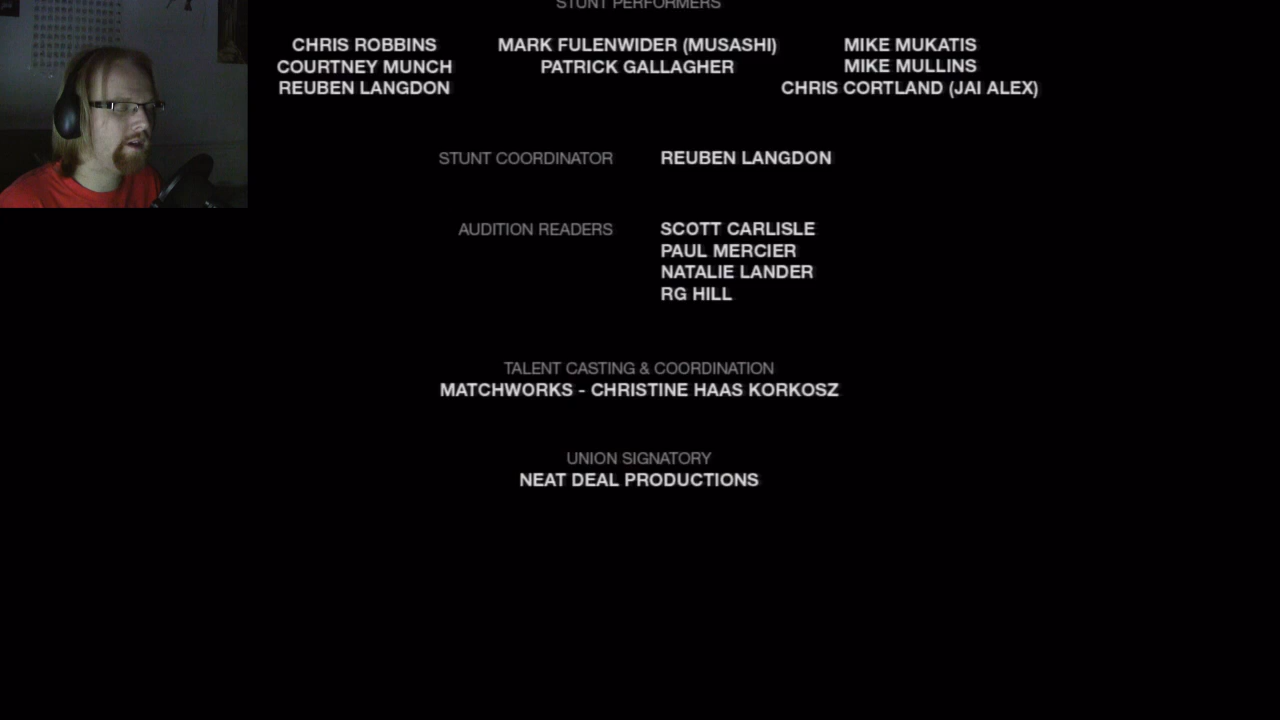 STUNT PERFORMERS
CHRIS ROBBINS MARK FULENWIDER (MUSASHI) MIKE MUKATIS
COURTNEY MUNCH PATRICK GALLAGHER MIKE MULLINS
REUBEN LANGDON CHRIS CORTLAND (JAI ALEX)
STUNT COORDINATOR REUBEN LANGDON
AUDITION READERS SCOTT CARLISLE
PAUL MERCIER
NATALIE LANDER
RG HILL
TALENT CASTING & COORDINATION
MATCHWORKS - CHRISTINE HAAS KORKOSZ
UNION SIGNATORY
NEAT DEAL PRODUCTIONS